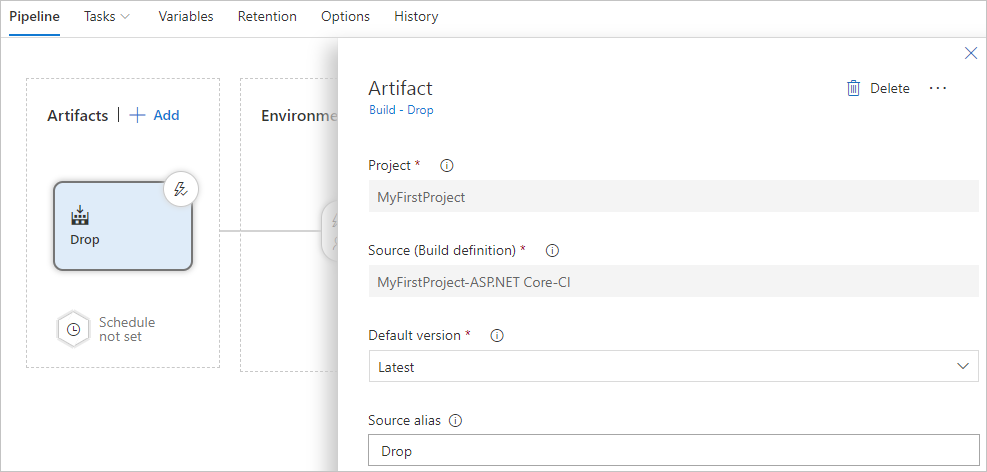 Pipeline Tasks Variables Retention Options History
Artifacts | + Add
Environme
Drop
Schedule
not set
Artifact
Build - Drop
Delete ...
Project *
MyFirstProject
Source (Build definition) *
MyFirstProject-ASP.NET Core-CI
Default version *
Latest
Source alias
Drop